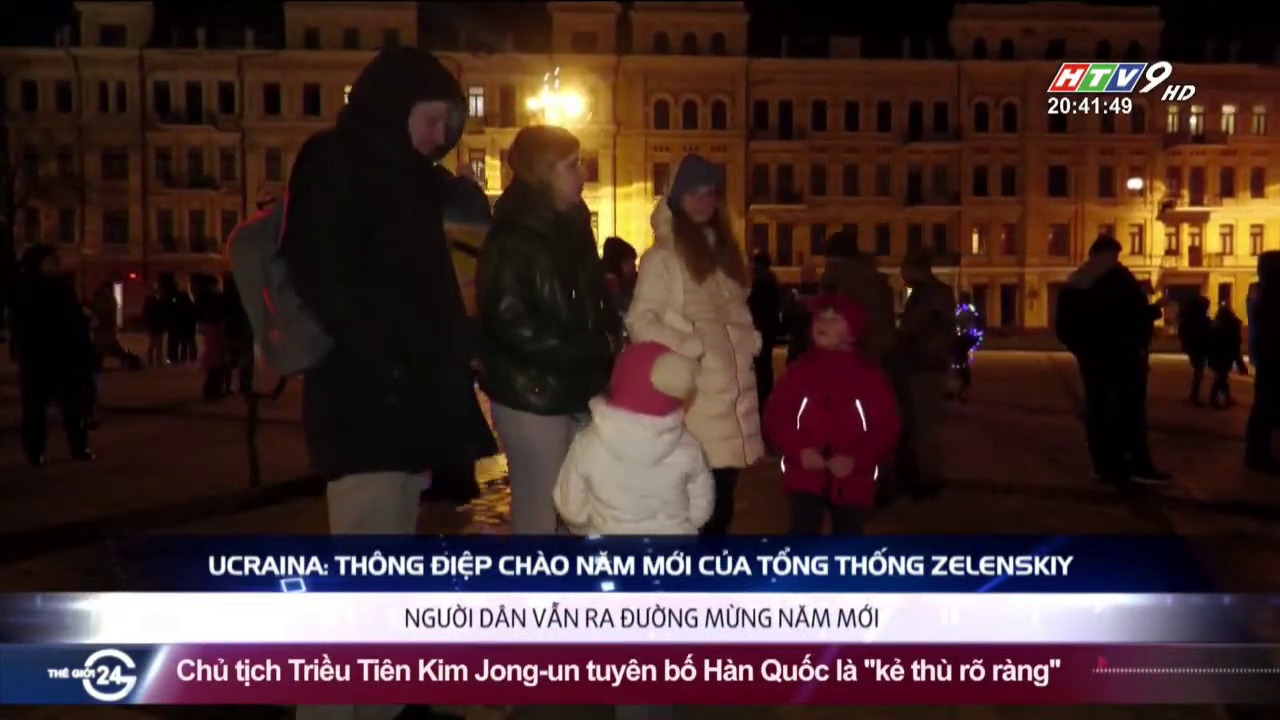 HTV9 HD
20:41:49
UCRAINA: THÔNG ĐIỆP CHÀO NĂM MỚI CỦA TỔNG THỐNG ZELENSKIY
NGƯỜI DÂN VẪN RA ĐƯỜNG MỪNG NĂM MỚI
THẾ GIỚI 24G
Chủ tịch Triều Tiên Kim Jong-un tuyên bố Hàn Quốc là "kẻ thù rõ ràng"